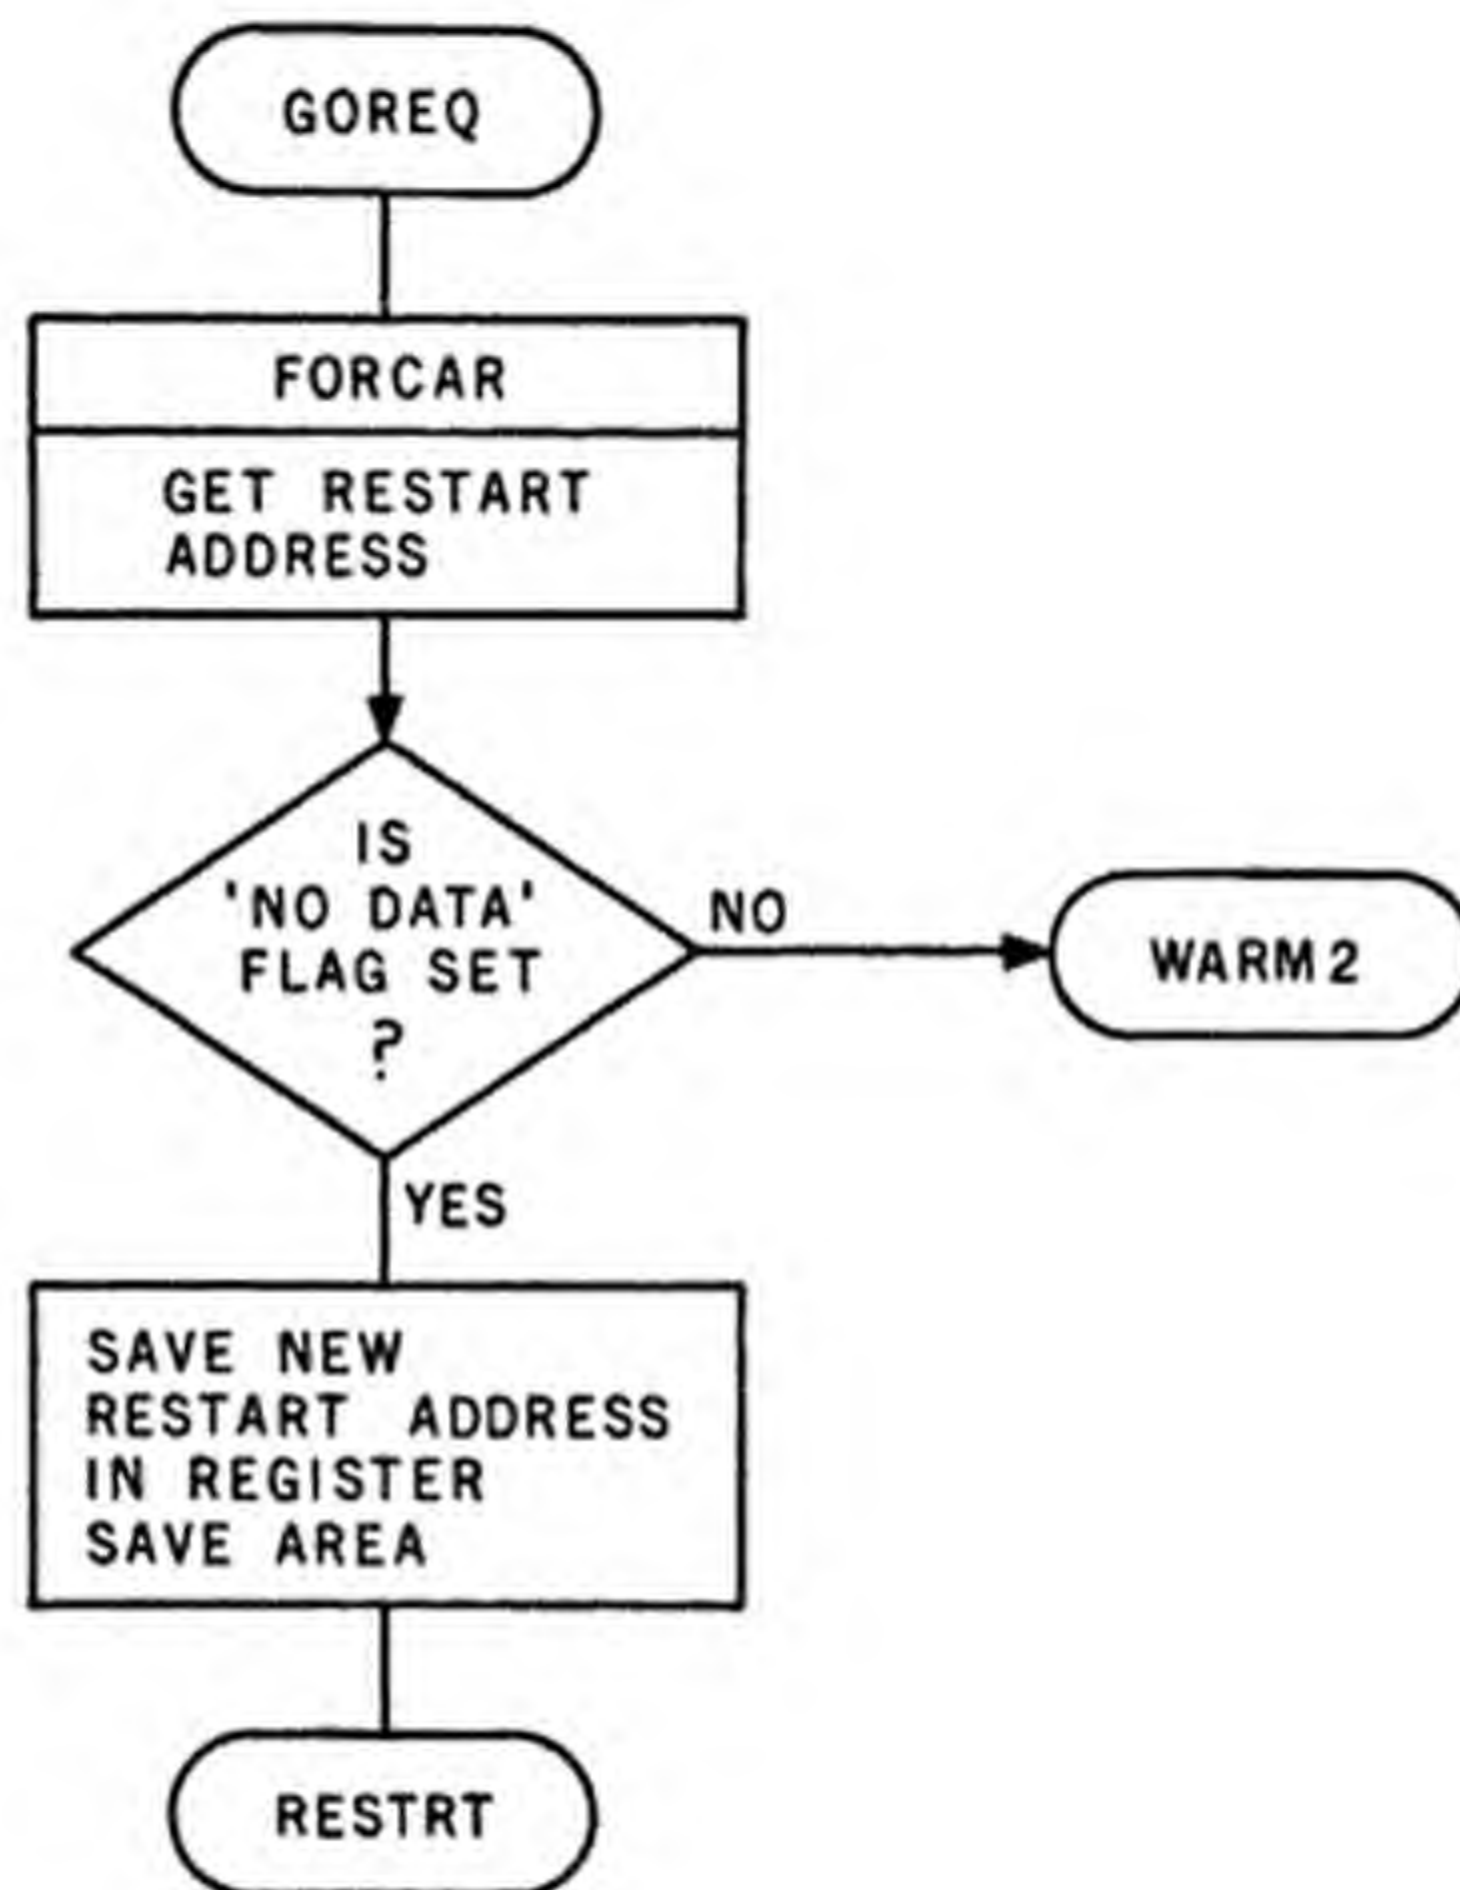 GOREQ
FORCAR
GET RESTART
ADDRESS
IS
'NO DATA'
FLAG SET
?
NO
WARM2
YES
SAVE NEW
RESTART ADDRESS
IN REGISTER
SAVE AREA
RESTRT